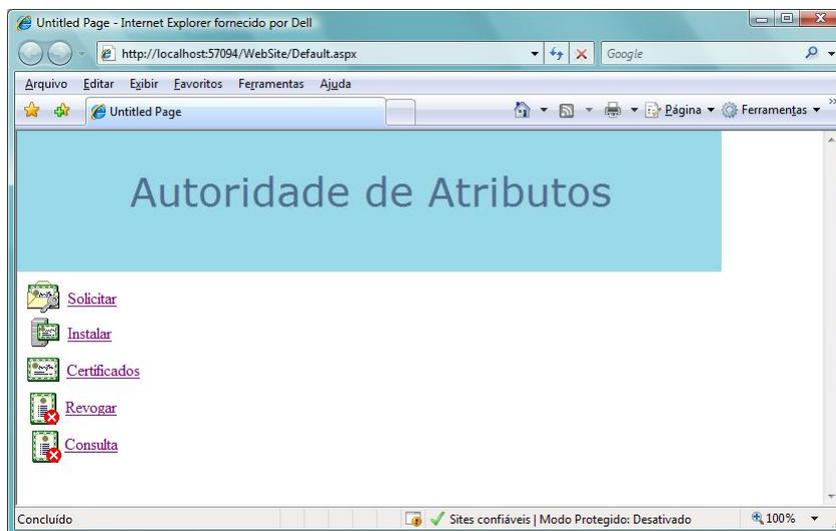 Untitled Page - Internet Explorer fornecido por Dell
http://localhost:57094/WebSite/Default.aspx
Google
Arquivo Editar Exibir Favoritos Ferramentas Ajuda
Untitled Page
Página
Ferramentas
Autoridade de Atributos
Solicitar
Instalar
Certificados
Revogar
Consulta
Concluído
Sites confiáveis | Modo Protegido: Desativado
100%